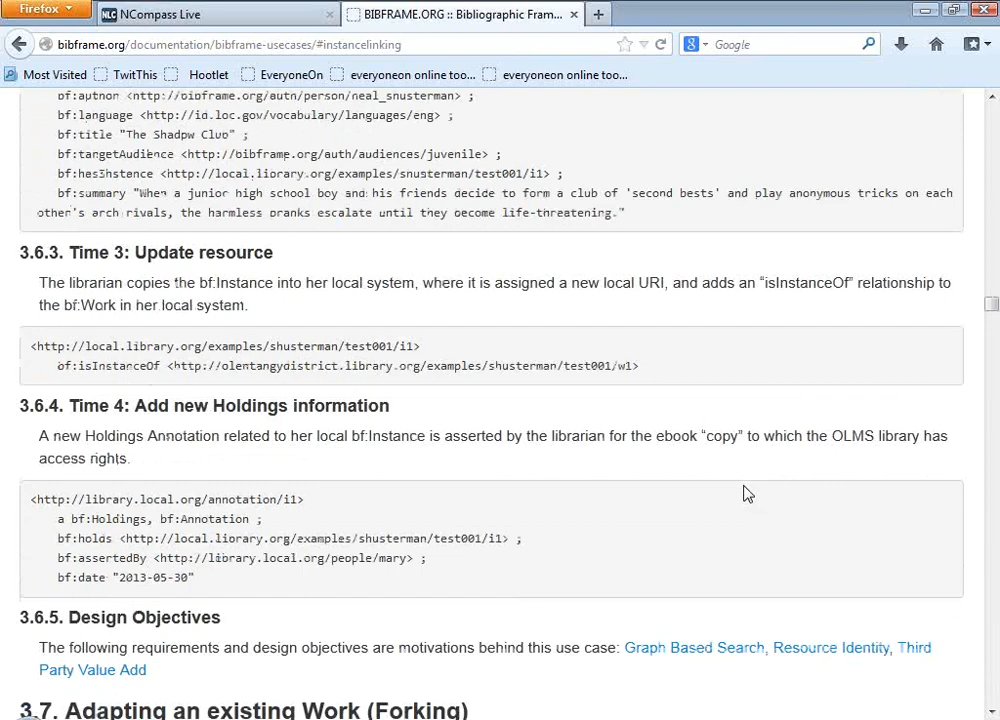 Firefox
NCompass Live
BIBFRAME.ORG :: Bibliographic Fram...
bibframe.org/documentation/bibframe-usecases/#instancelinking
Google
Most Visited TwitThis Hootlet EveryoneOn everyoneon online too... everyoneon online too...
bf:author <http://bibframe.org/auth/person/neal_shusterman> ;
bf:language <http://id.loc.gov/vocabulary/languages/eng> ;
bf:title "The Shadpw Club" ;
bf:targetAudience <http://bibframe.org/auth/audiences/juvenile> ;
bf:hasInstance <http://local.library.org/examples/snusterman/test001/i1> ;
bf:summary "When a junior high school boy and his friends decide to form a club of 'second bests' and play anonymous tricks on each
other's arch rivals, the harmless pranks escalate until they become life-threatening."
3.6.3. Time 3: Update resource
The librarian copies the bf:Instance into her local system, where it is assigned a new local URI, and adds an “isInstanceOf” relationship to
the bf:Work in her local system.
<http://local.library.org/examples/shusterman/test001/i1>
bf:isInstanceOf <http://olentangydistrict.library.org/examples/shusterman/test001/w1>
3.6.4. Time 4: Add new Holdings information
A new Holdings Annotation related to her local bf:Instance is asserted by the librarian for the ebook “copy” to which the OLMS library has
access rights.
<http://library.local.org/annotation/i1>
a bf:Holdings, bf:Annotation ;
bf:holds <http://local.library.org/examples/shusterman/test001/i1> ;
bf:assertedBy <http://library.local.org/people/mary> ;
bf:date "2013-05-30"
3.6.5. Design Objectives
The following requirements and design objectives are motivations behind this use case: Graph Based Search, Resource Identity, Third
Party Value Add
3.7. Adapting an existing Work (Forking)